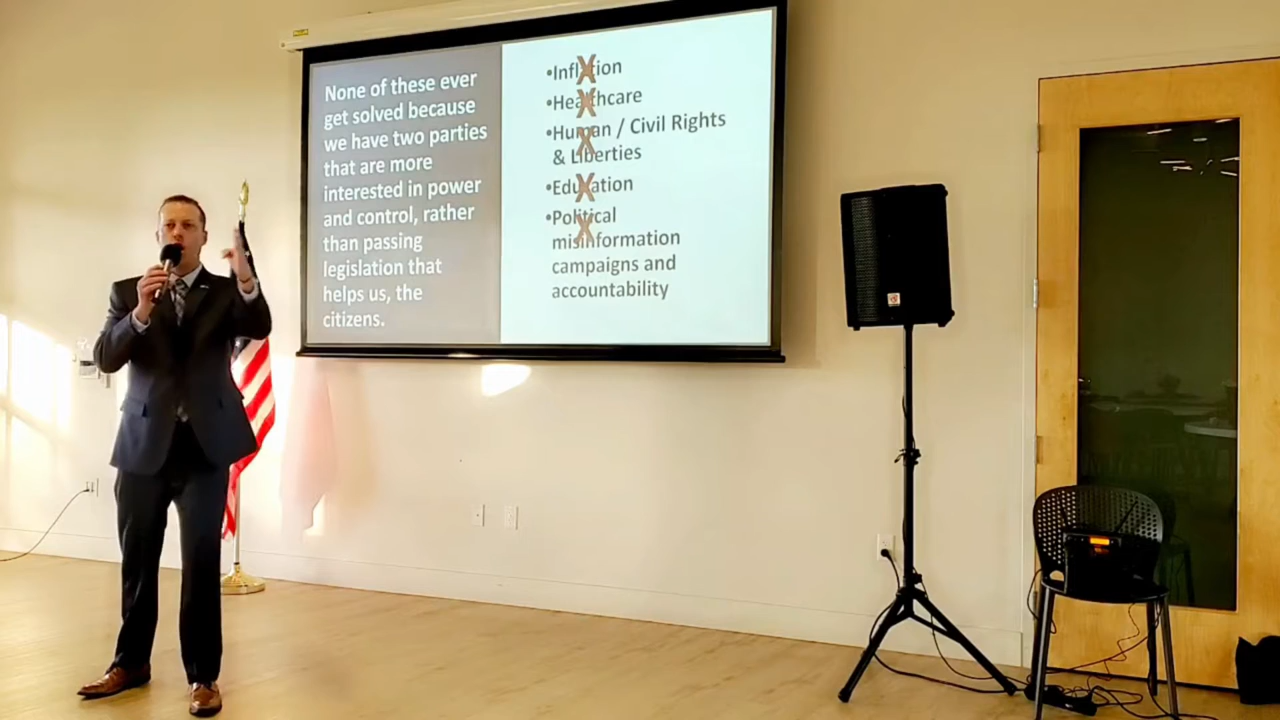 None of these ever
get solved because
we have two parties
that are more
interested in power
and control, rather
than passing
legislation that
helps us, the
citizens.
•Inflation
•Healthcare
•Human / Civil Rights
& Liberties
•Education
•Political
misinformation
campaigns and
accountability